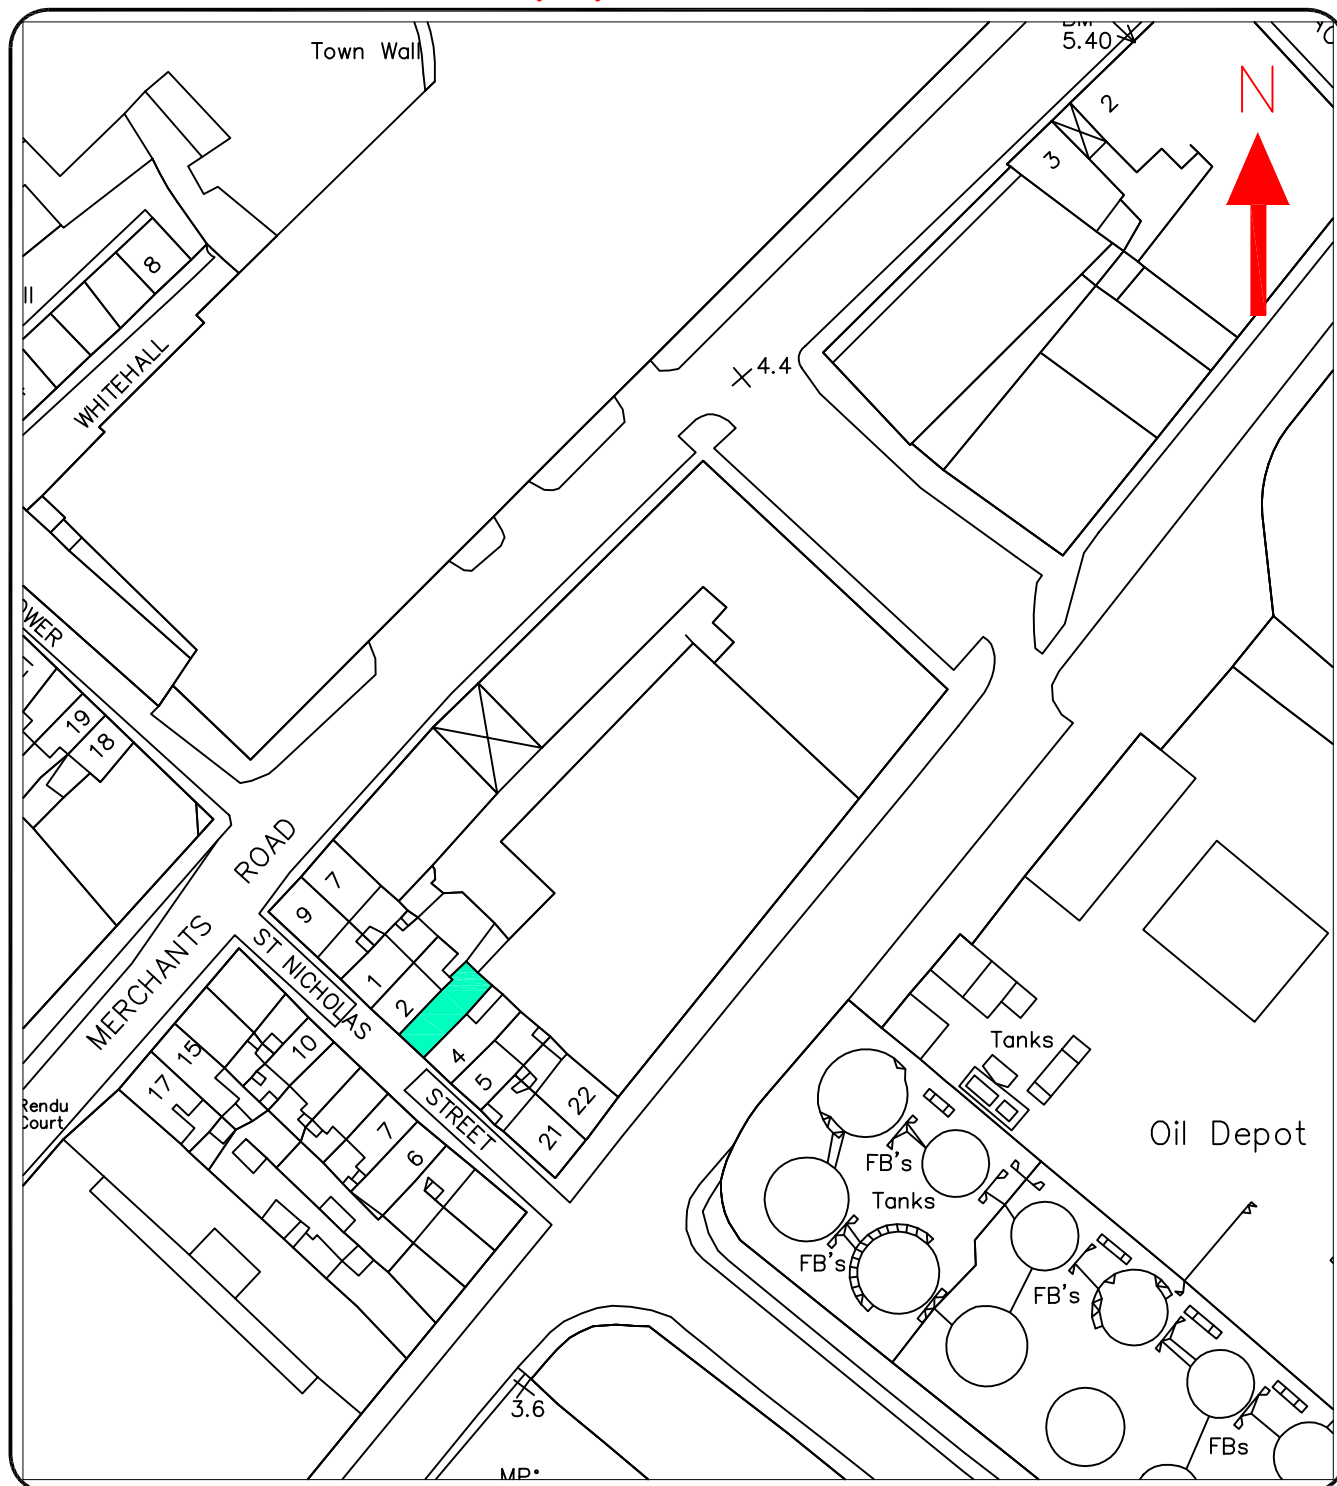 Town Wall
5.40
N
2
3
8
WHITEHALL
4.4
19
18
ROAD
MERCHANTS
7
9
ST NICHOLAS
1
2
4
5
STREET
22
21
10
15
17
7
6
Rendu
Court
Tanks
Oil Depot
FB's
Tanks
FB's
FB's
FBs
3.6